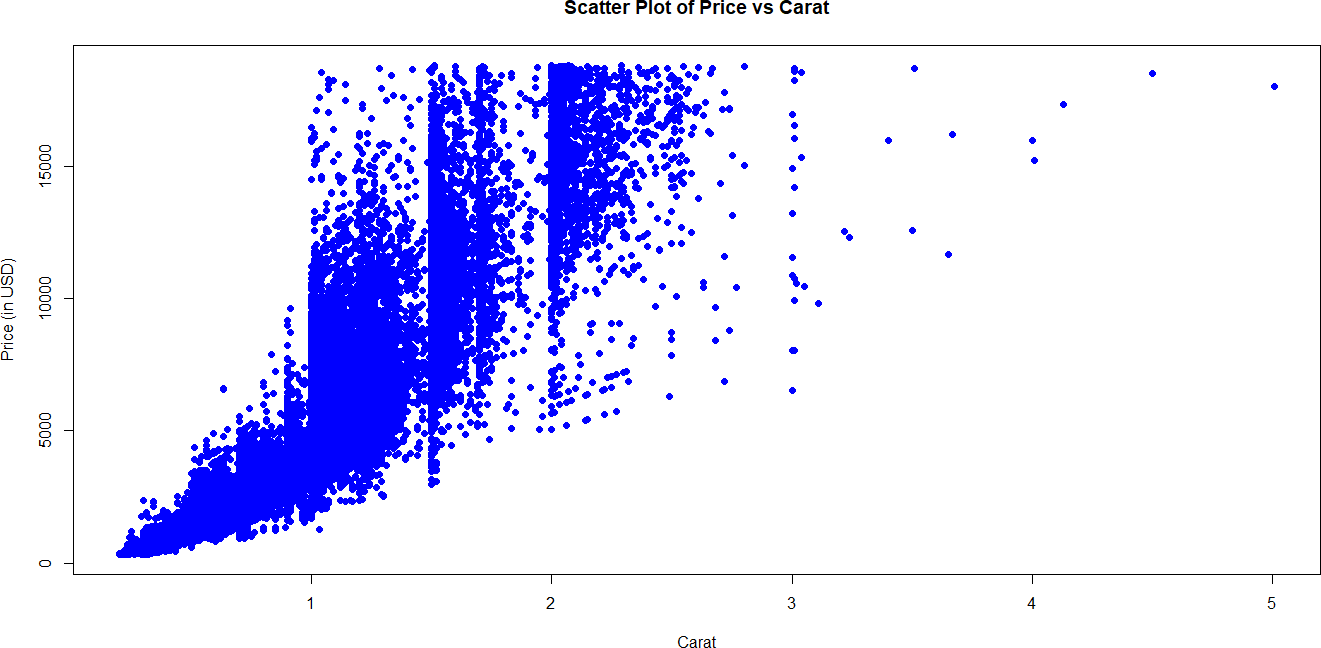 Scatter Plot of Price vs Carat
Price (in USD)
15000
10000
5000
0
1 2 3 4 5
Carat